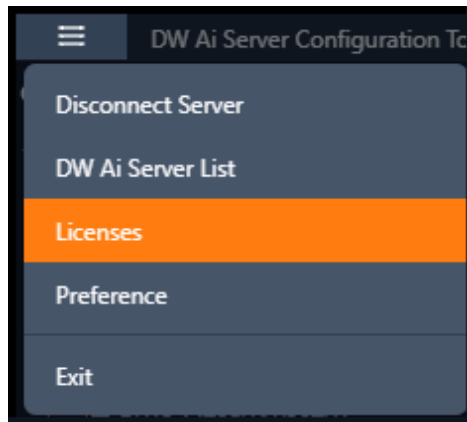 DW Ai Server Configuration To
Disconnect Server
DW Ai Server List
Licenses
Preference
Exit